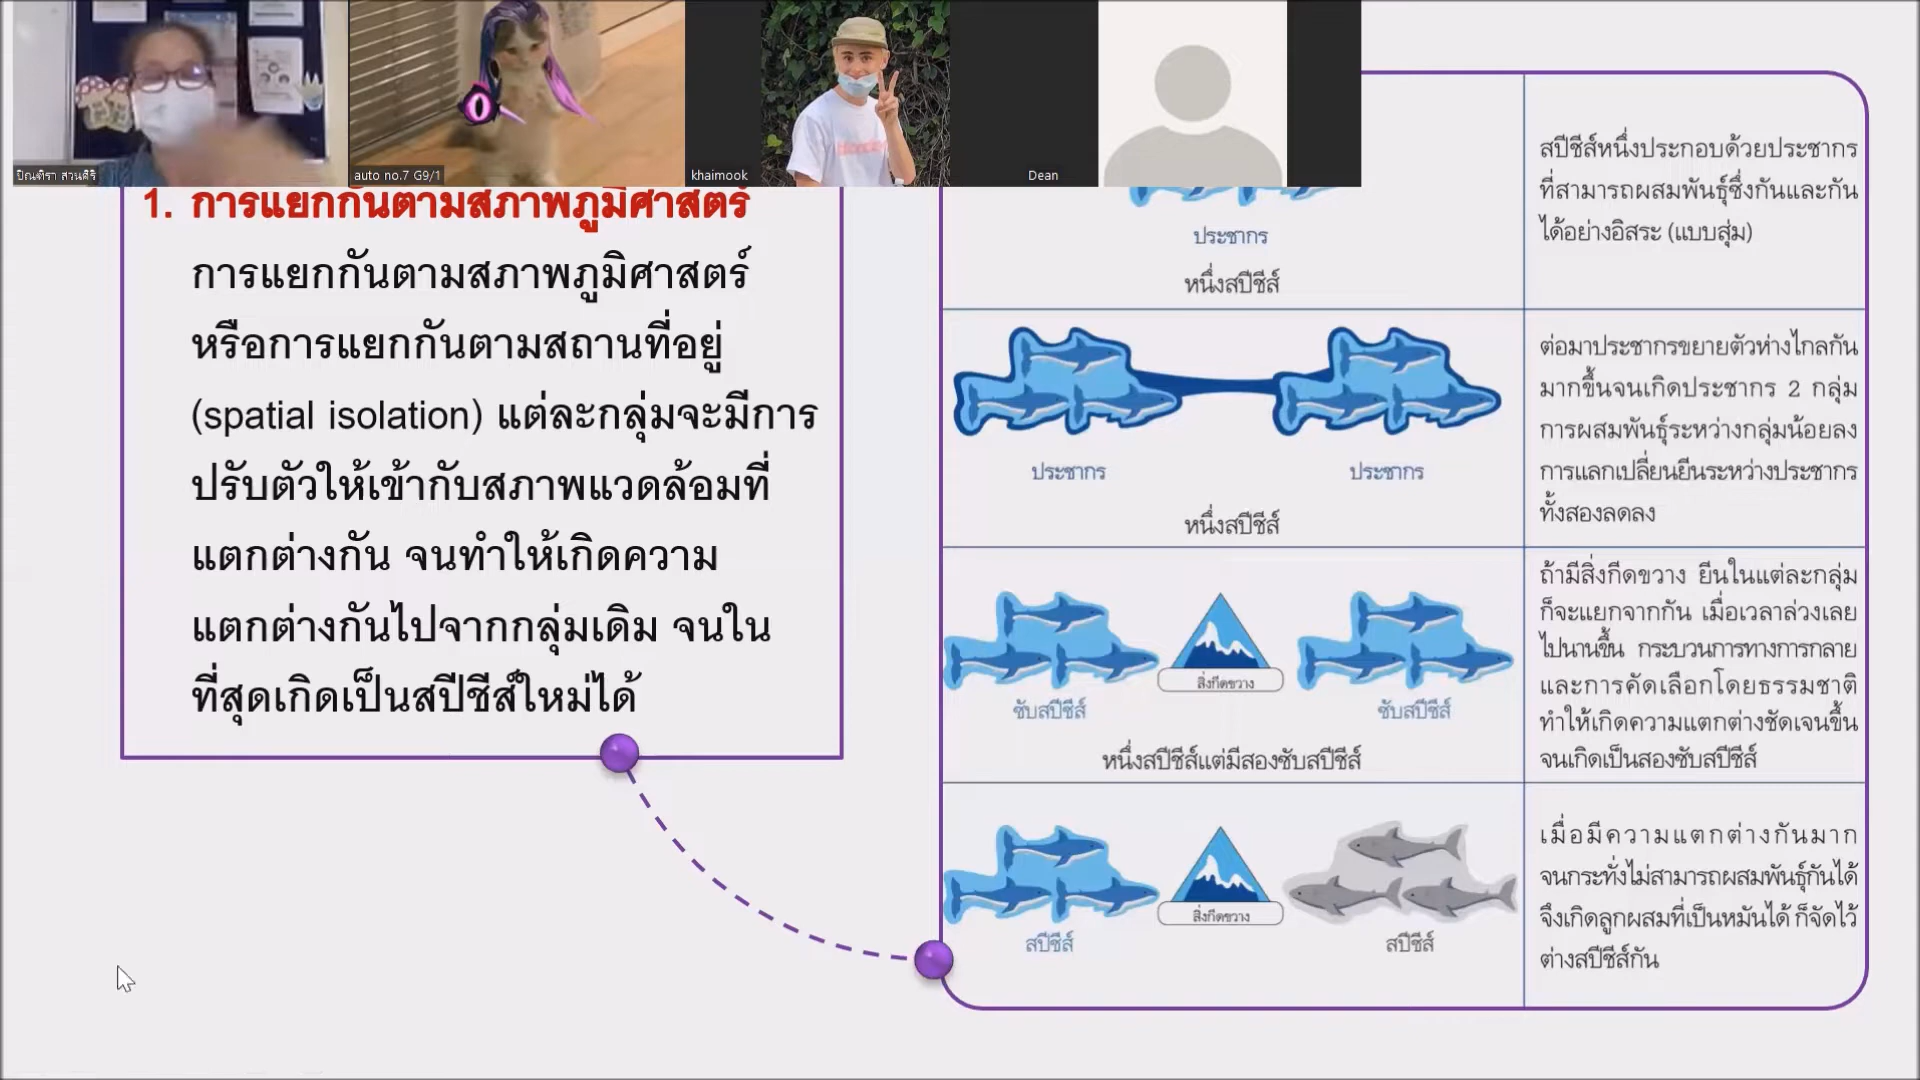 ปัณฑิรา สวนศิริ
auto no.7 G9/1
khaimook
Dean
1. การแยกกันตามสภาพภูมิศาสตร์
การแยกกันตามสภาพภูมิศาสตร์
หรือการแยกกันตามสถานที่อยู่
(spatial isolation) แต่ละกลุ่มจะมีการ
ปรับตัวให้เข้ากับสภาพแวดล้อมที่
แตกต่างกัน จนทำให้เกิดความ
แตกต่างกันไปจากกลุ่มเดิม จนใน
ที่สุดเกิดเป็นสปีชีส์ใหม่ได้
ประชากร
หนึ่งสปีชีส์
สปีชีส์หนึ่งประกอบด้วยประชากร
ที่สามารถผสมพันธุ์ซึ่งกันและกัน
ได้อย่างอิสระ (แบบสุ่ม)
ประชากร
ประชากร
หนึ่งสปีชีส์
ต่อมาประชากรขยายตัวห่างไกลกัน
มากขึ้นจนเกิดประชากร 2 กลุ่ม
การผสมพันธุ์ระหว่างกลุ่มน้อยลง
การแลกเปลี่ยนยีนระหว่างประชากร
ทั้งสองลดลง
สิ่งกีดขวาง
ซับสปีชีส์
ซับสปีชีส์
หนึ่งสปีชีส์แต่มีสองซับสปีชีส์
ถ้ามีสิ่งกีดขวาง ยีนในแต่ละกลุ่ม
ก็จะแยกจากกัน เมื่อเวลาล่วงเลย
ไปนานขึ้น กระบวนการทางการกลาย
และการคัดเลือกโดยธรรมชาติ
ทำให้เกิดความแตกต่างชัดเจนขึ้น
จนเกิดเป็นสองซับสปีชีส์
สิ่งกีดขวาง
สปีชีส์
สปีชีส์
เมื่อมีความแตกต่างกันมาก
จนกระทั่งไม่สามารถผสมพันธุ์กันได้
จึงเกิดลูกผสมที่เป็นหมันได้ ก็จัดไว้
ต่างสปีชีส์กัน